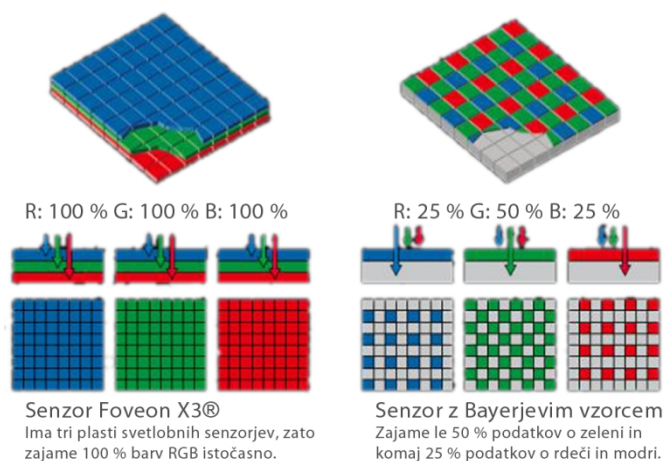 R: 100 % G: 100 % B: 100 %
R: 25 % G: 50 % B: 25 %
Senzor Foveon X3®
Ima tri plasti svetlobnih senzorjev, zato
zajame 100 % barv RGB istočasno.
Senzor z Bayerjevim vzorcem
Zajame le 50 % podatkov o zeleni in
komaj 25 % podatkov o rdeči in modri.